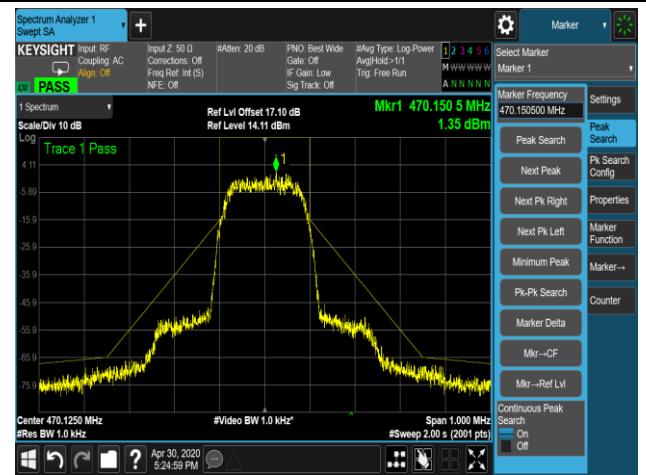 Spectrum Analyzer 1
Swept SA
+
Marker
KEYSIGHT
Input: RF
Coupling: AC
Align: Off
Input Z: 50 Ω
Corrections: Off
Freq Ref: Int (S)
NFE: Off
#Atten: 20 dB
PNO: Best Wide
Gate: Off
IF Gain: Low
Sig Track: Off
#Avg Type: Log-Power
Avg|Hold:>1/1
Trig: Free Run
1 2 3 4 5 6
M W W W W W
A N N N N N
LXI
PASS
Select Marker
Marker 1
1 Spectrum
Ref Lvl Offset 17.10 dB
Ref Level 14.11 dBm
Mkr1 470.150 5 MHz
1.35 dBm
Scale/Div 10 dB
Log
Trace 1 Pass
1
4.11
-5.89
-15.9
-25.9
-35.9
-45.9
-55.9
-65.9
-75.9
Center 470.1250 MHz
#Res BW 1.0 kHz
#Video BW 1.0 kHz*
Span 1.000 MHz
#Sweep 2.00 s (2001 pts)
Marker Frequency
470.150500 MHz
Peak Search
Next Peak
Next Pk Right
Next Pk Left
Minimum Peak
Pk-Pk Search
Marker Delta
Mkr→CF
Mkr→Ref Lvl
Continuous Peak
Search
On
Off
Settings
Peak
Search
Pk Search
Config
Properties
Marker
Function
Marker→
Counter
?
Apr 30, 2020
5:24:59 PM